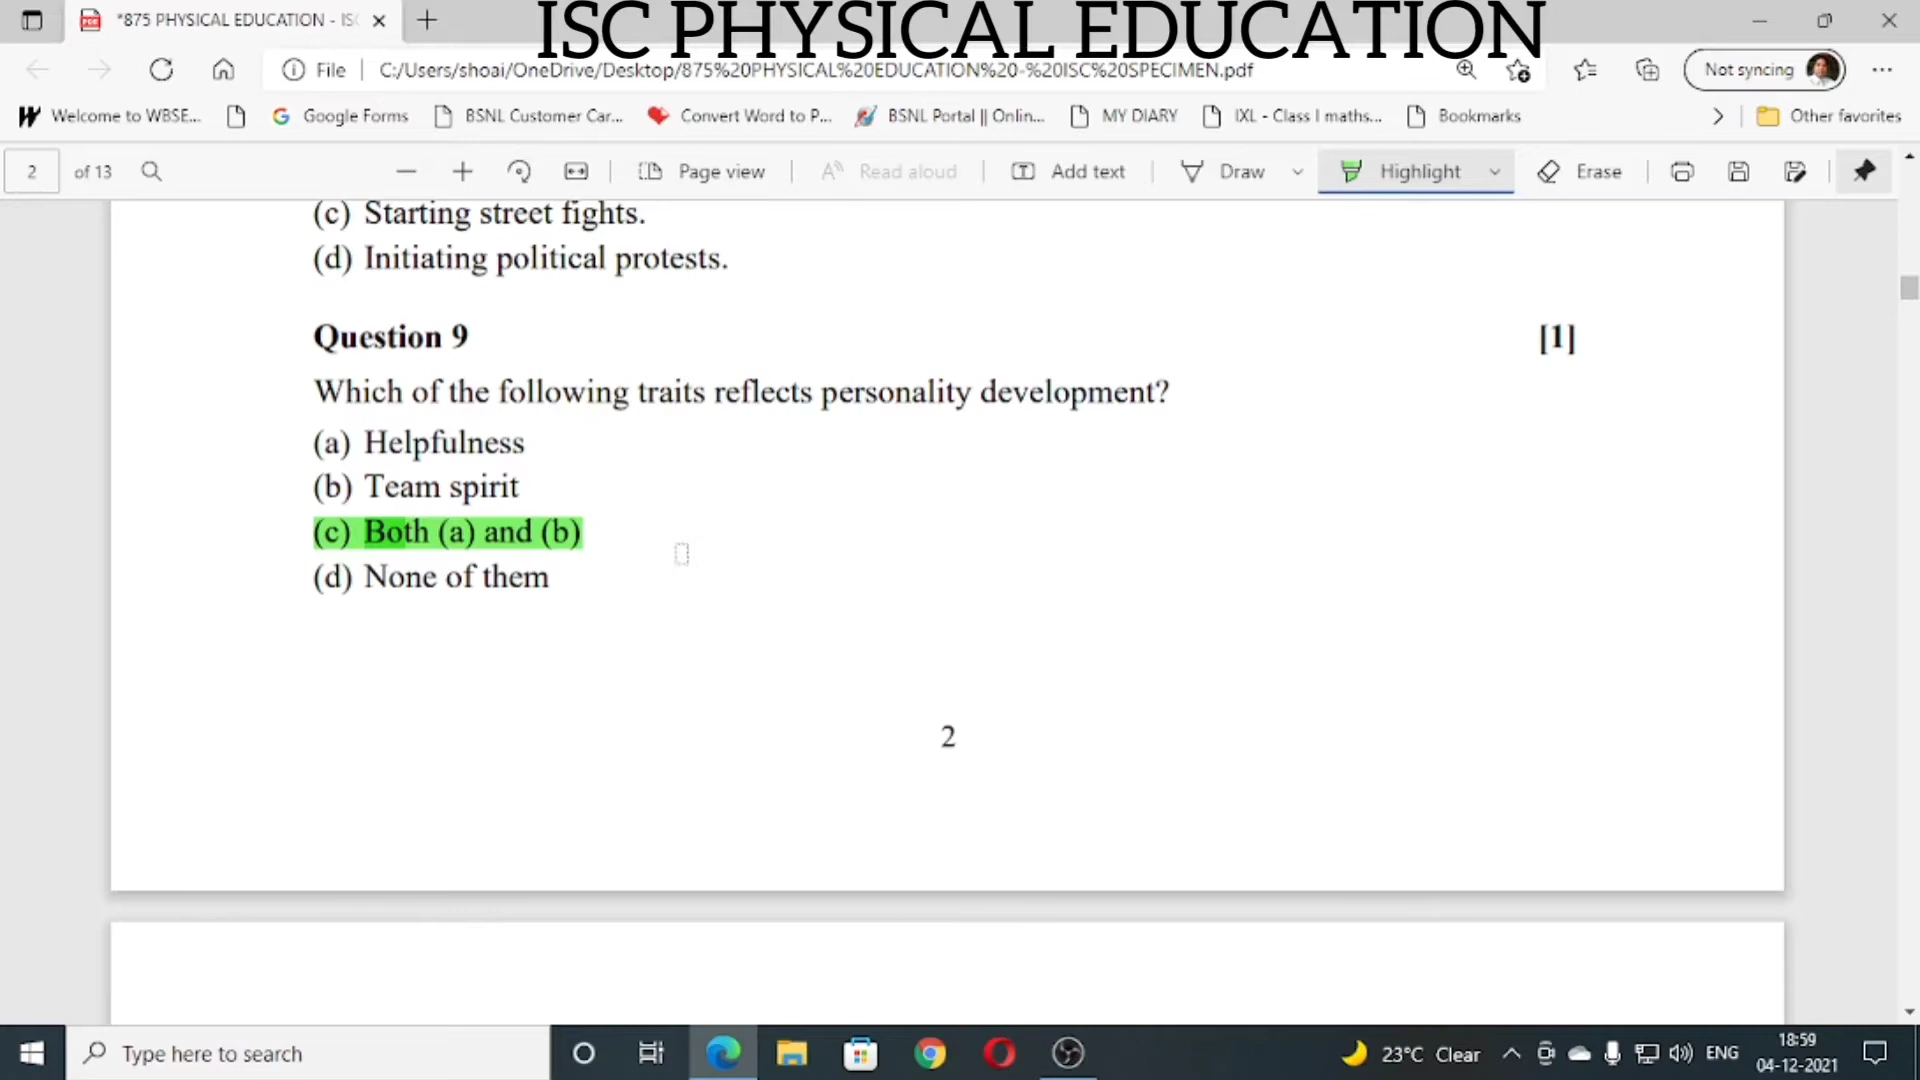 *875 PHYSICAL EDUCATION - IS
ISC PHYSICAL EDUCATION
File
C:/Users/shoai/OneDrive/Desktop/875%20PHYSICAL%20EDUCATION%20-%20ISC%20SPECIMEN.pdf
Not syncing
Welcome to WBSE...
Google Forms
BSNL Customer Car...
Convert Word to P...
BSNL Portal || Onlin...
MY DIARY
IXL - Class I maths...
Bookmarks
Other favorites
2 of 13
Page view
Read aloud
Add text
Draw
Highlight
Erase
(c) Starting street fights.
(d) Initiating political protests.
Question 9 [1]
Which of the following traits reflects personality development?
(a) Helpfulness
(b) Team spirit
(c) Both (a) and (b)
(d) None of them
2
Type here to search
23°C Clear
ENG
18:59
04-12-2021